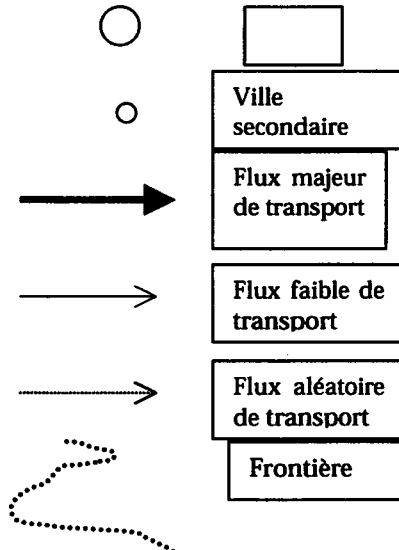 Ville
secondaire
Flux majeur
de transport
Flux faible de
transport
Flux aléatoire
de transport
Frontière